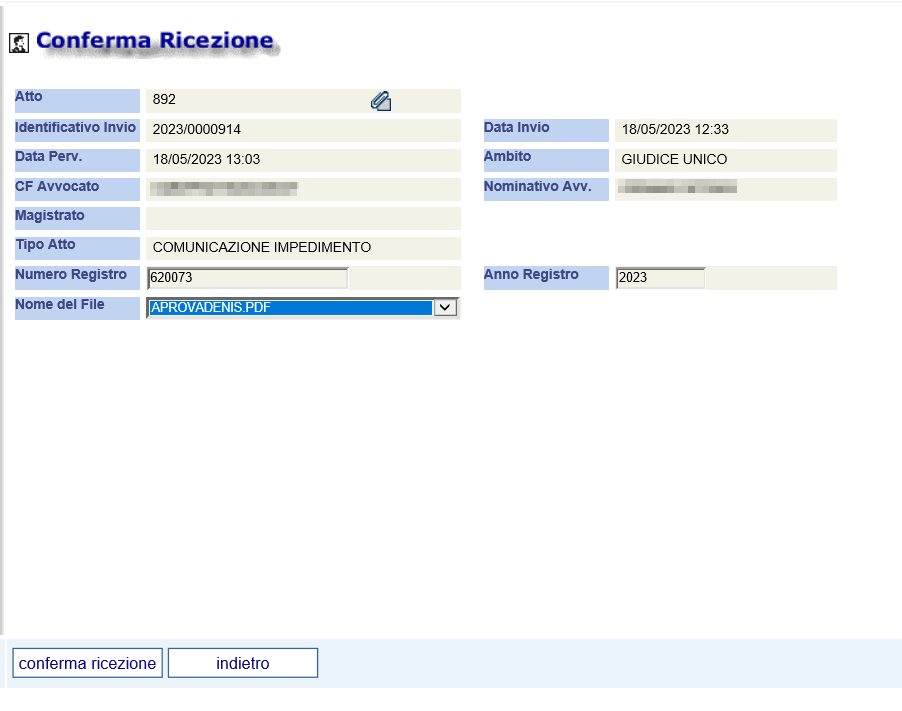 Conferma Ricezione
Atto 892
Identificativo Invio 2023/0000914 Data Invio 18/05/2023 12:33
Data Perv. 18/05/2023 13:03 Ambito GIUDICE UNICO
CF Avvocato Nominativo Avv.
Magistrato
Tipo Atto COMUNICAZIONE IMPEDIMENTO
Numero Registro 620073 Anno Registro 2023
Nome del File APROVADENIS.PDF
conferma ricezione indietro